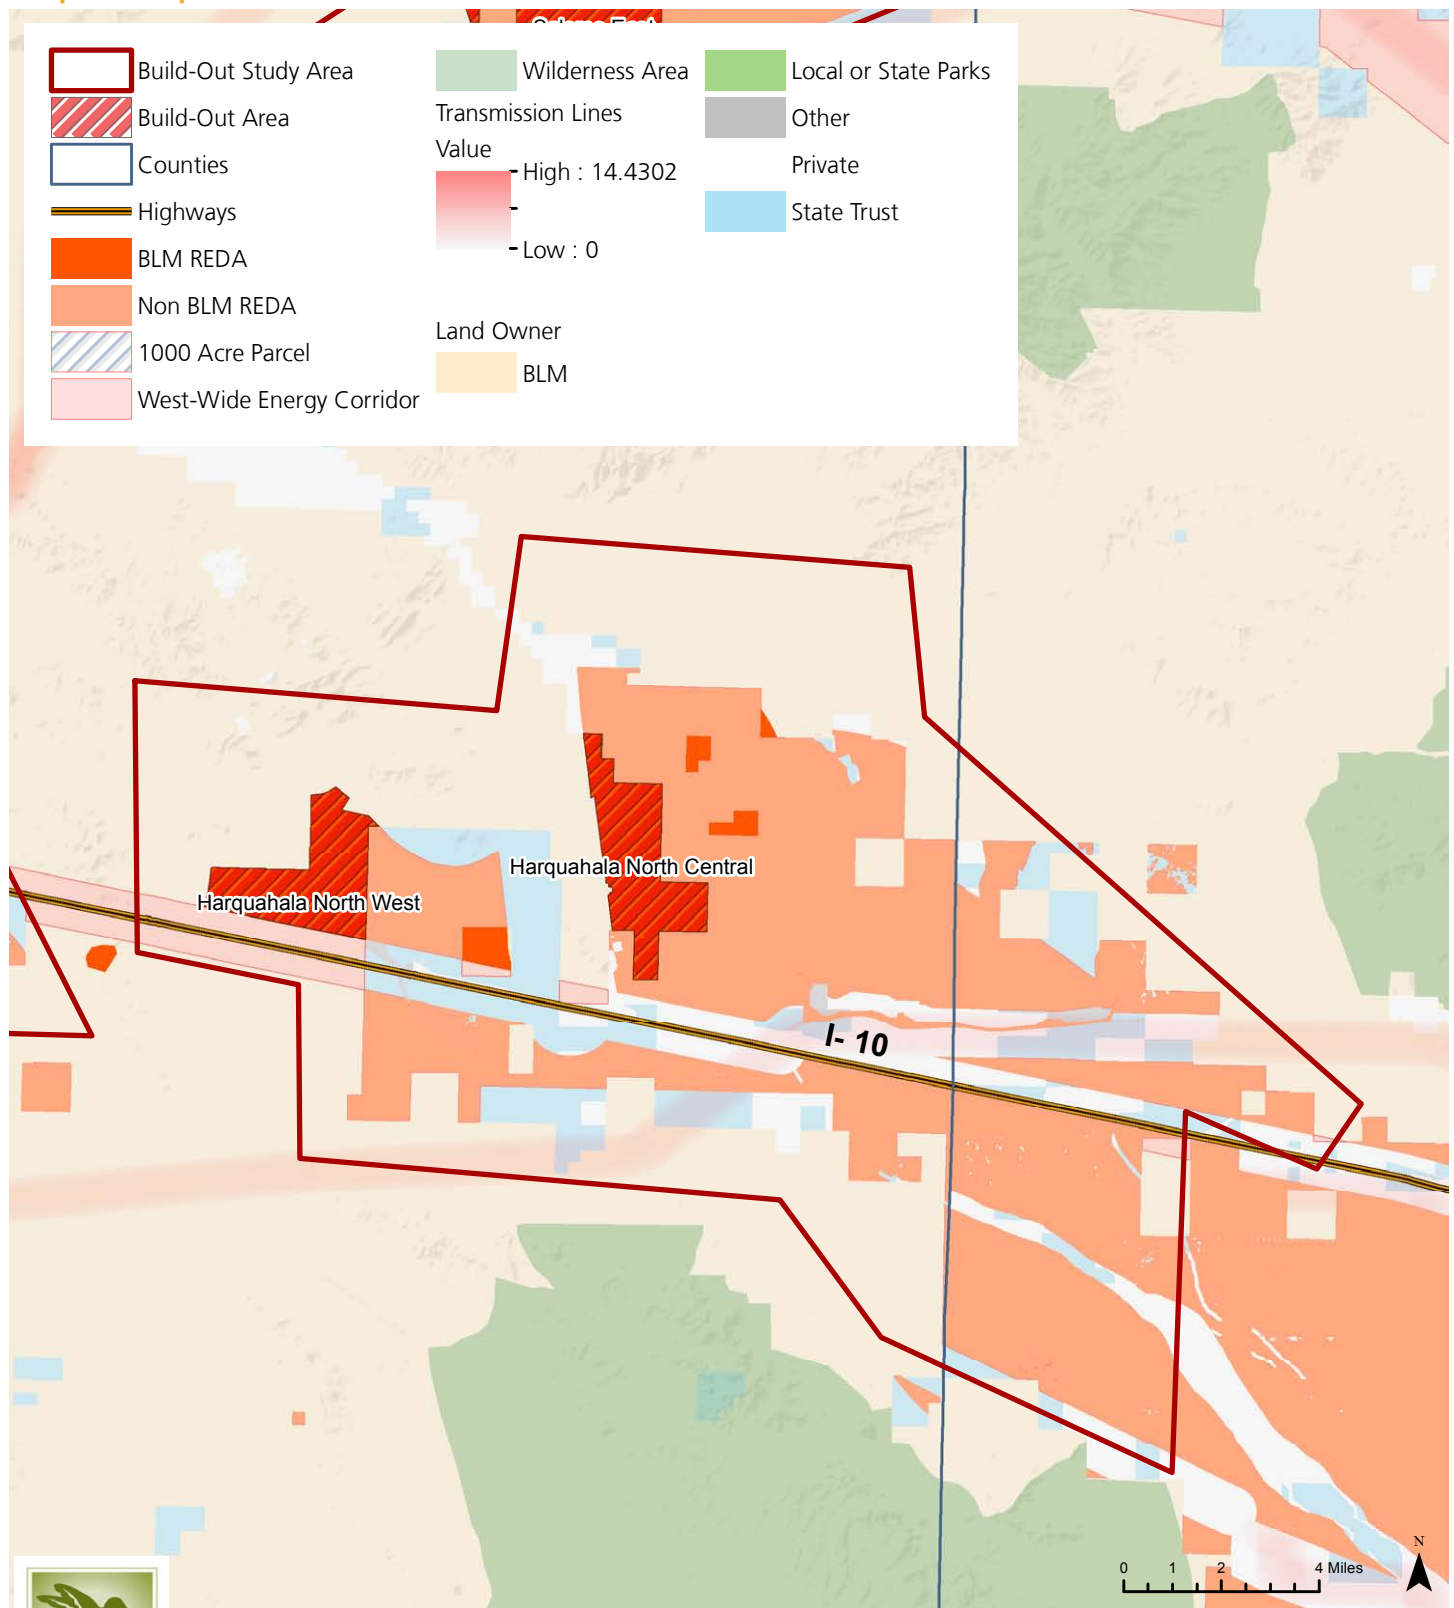 Build-Out Study Area
Build-Out Area
Counties
Highways
BLM REDA
Non BLM REDA
1000 Acre Parcel
West-Wide Energy Corridor
Wilderness Area
Transmission Lines
Value
High : 14.4302
Low : 0
Land Owner
BLM
Local or State Parks
Other
Private
State Trust
Harquahala North Central
Harquahala North West
I- 10
N
0 1 2 4 Miles